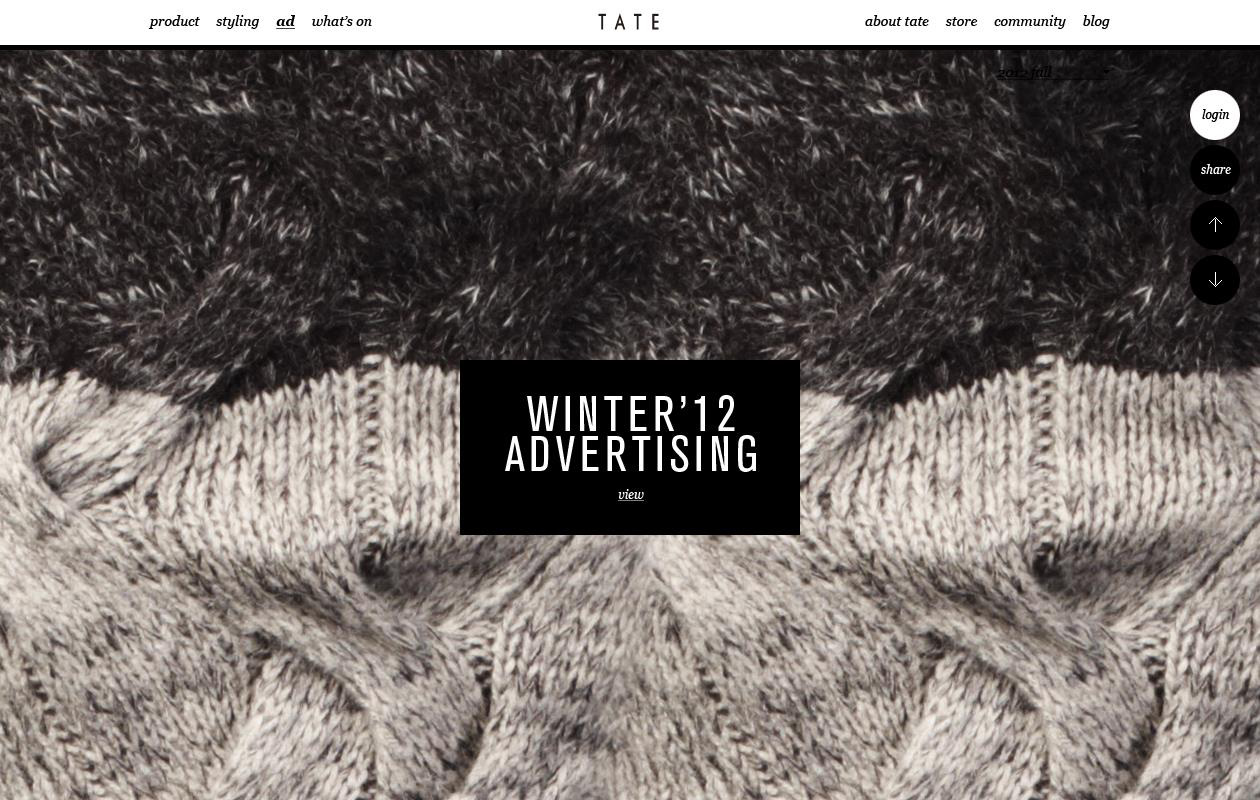 product styling ad what's on TATE about tate store community blog
2012 fall
login
share
WINTER'12
ADVERTISING
view